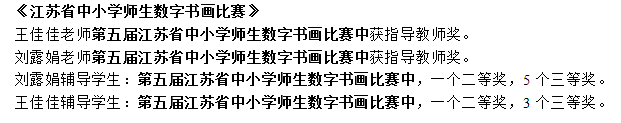 《江苏省中小学师生数字书画比赛》
王佳佳老师第五届江苏省中小学师生数字书画比赛中获指导教师奖。
刘露娟老师第五届江苏省中小学师生数字书画比赛中获指导教师奖。
刘露娟辅导学生：第五届江苏省中小学师生数字书画比赛中，一个二等奖，5 个三等奖。
王佳佳辅导学生：第五届江苏省中小学师生数字书画比赛中，一个二等奖，3 个三等奖。